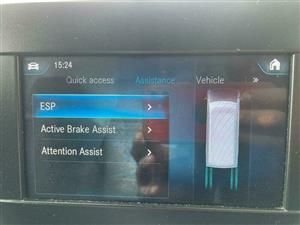 15:24
Quick access Assistance Vehicle »
ESP >
Active Brake Assist >
Attention Assist >